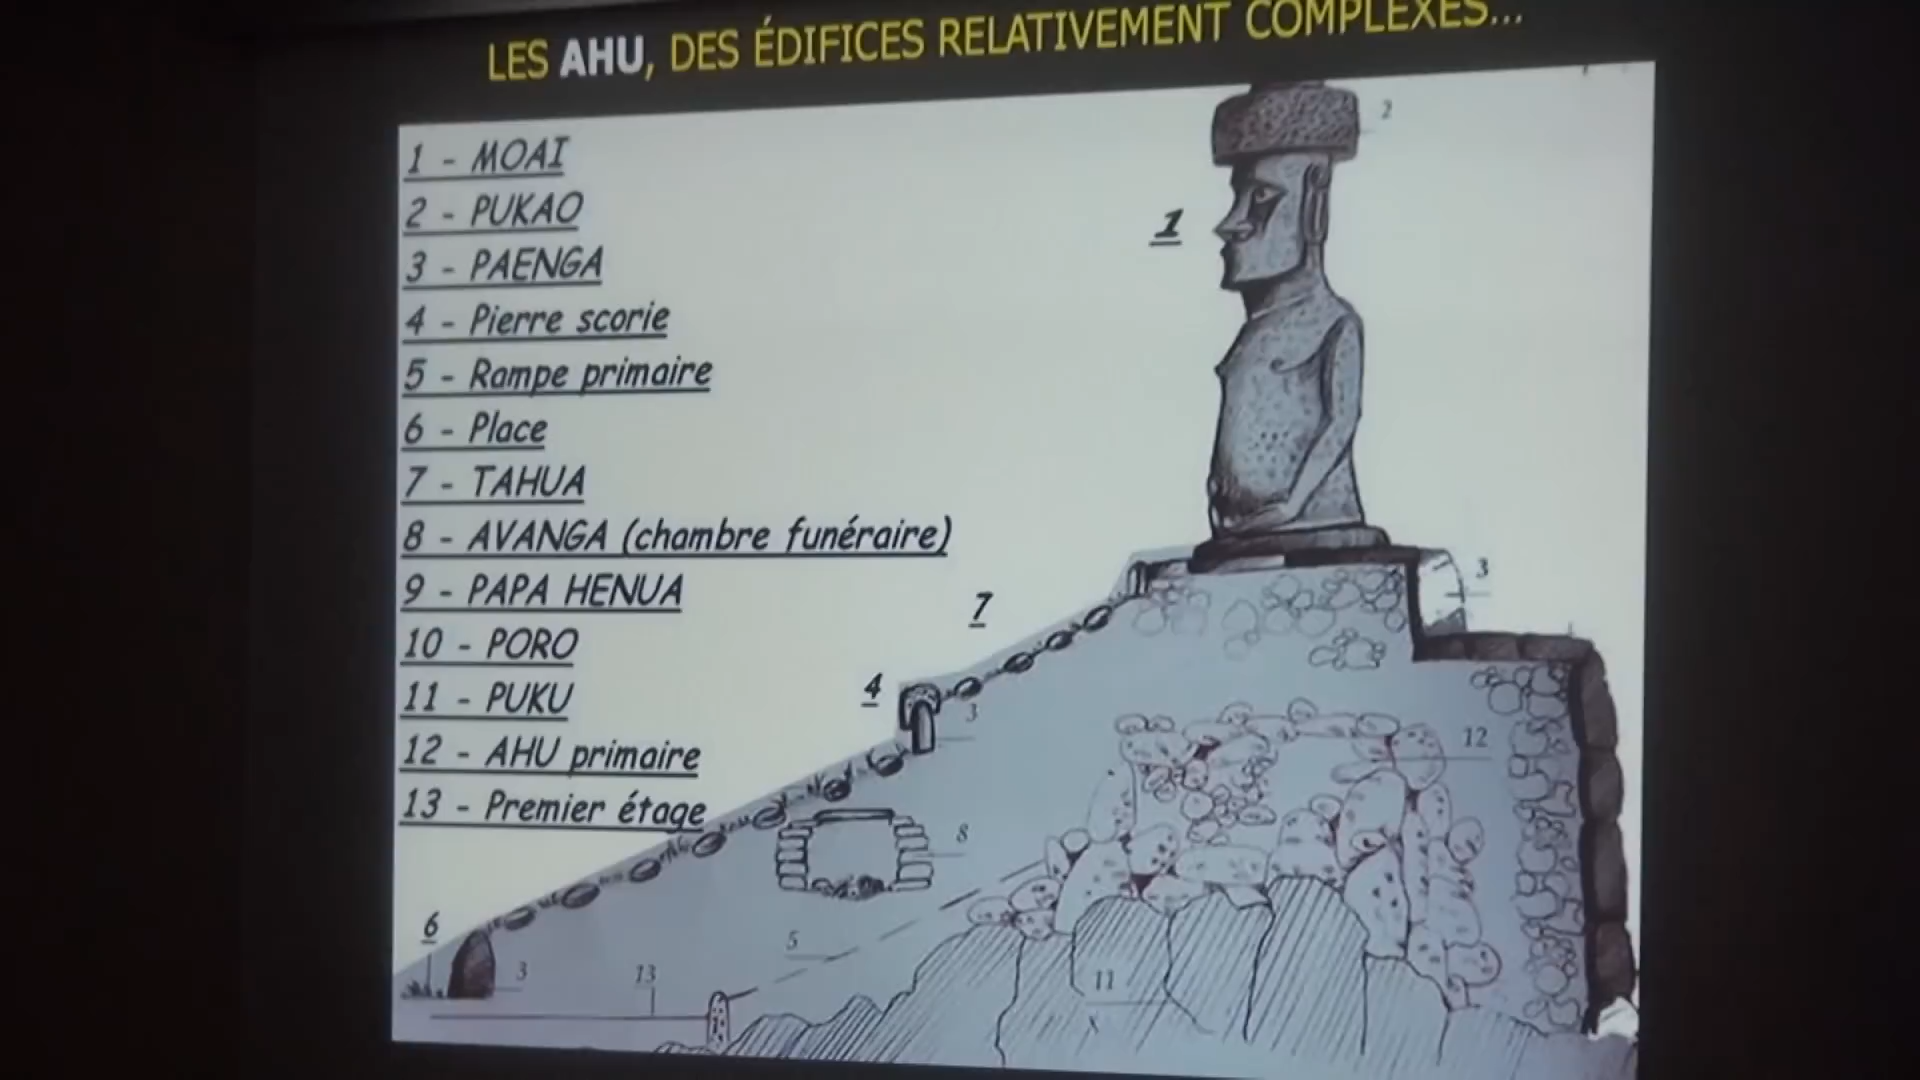 LES AHU, DES ÉDIFICES RELATIVEMENT COMPLEXES...
1 - MOAI
2 - PUKAO
3 - PAENGA
4 - Pierre scorie
5 - Rampe primaire
6 - Place
7 - TAHUA
8 - AVANGA (chambre funéraire)
9 - PAPA HENUA
10 - PORO
11 - PUKU
12 - AHU primaire
13 - Premier étage
2
1
3
7
4
3
12
8
6
5
3
13
11